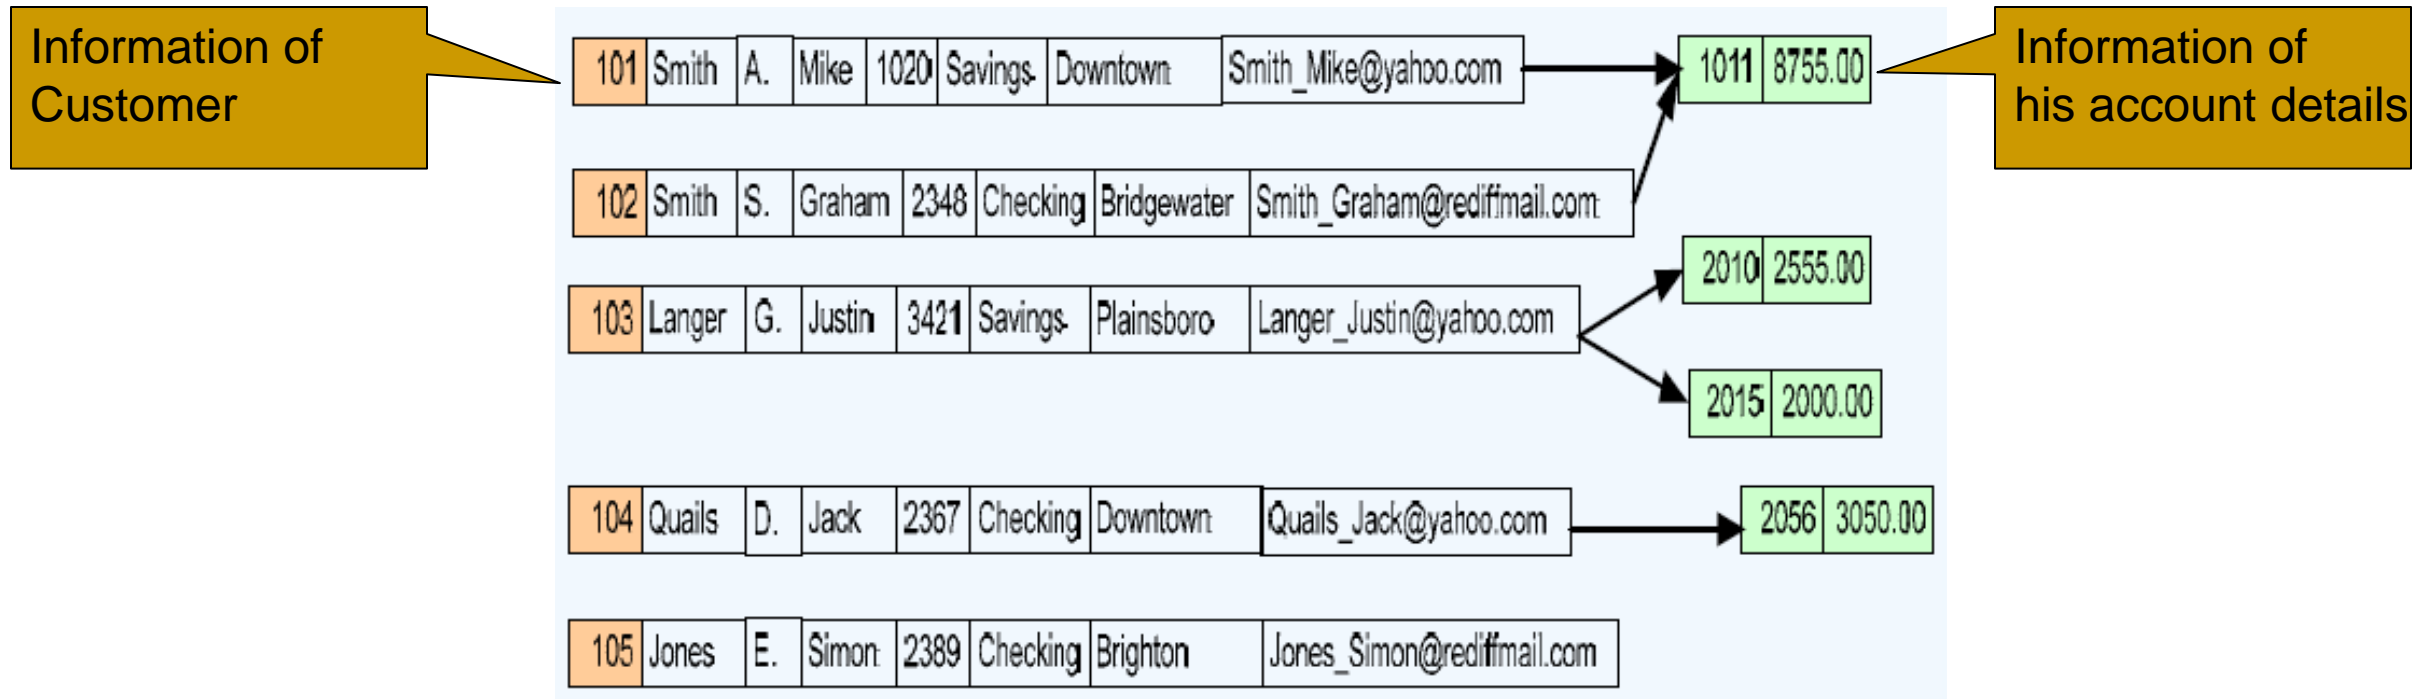 Information of
Customer
101 Smith A. Mike 1020 Savings Downtown Smith_Mike@yahoo.com 1011 8755.00
Information of
his account details
102 Smith S. Graham 2348 Checking Bridgewater Smith_Graham@rediffmail.com
2010 2555.00
103 Langer G. Justin 3421 Savings Plainsboro Langer_Justin@yahoo.com
2015 2000.00
104 Quails D. Jack 2367 Checking Downtown Quails_Jack@yahoo.com 2056 3050.00
105 Jones E. Simon 2389 Checking Brighton Jones_Simon@rediffmail.com